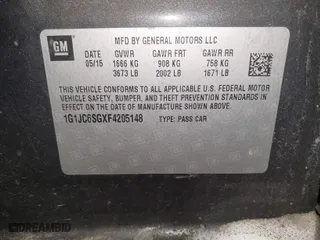 GM
MFD BY GENERAL MOTORS LLC
DATE GVWR GAWR FRT GAWR RR
05/15 1666 KG 908 KG 758 KG
3673 LB 2002 LB 1671 LB
THIS VEHICLE CONFORMS TO ALL APPLICABLE U.S. FEDERAL MOTOR
VEHICLE SAFETY, BUMPER, AND THEFT PREVENTION STANDARDS IN
EFFECT ON THE DATE OF MANUFACTURE SHOWN ABOVE.
1G1JC6SGXF4205148 TYPE: PASS CAR
DREAMBID